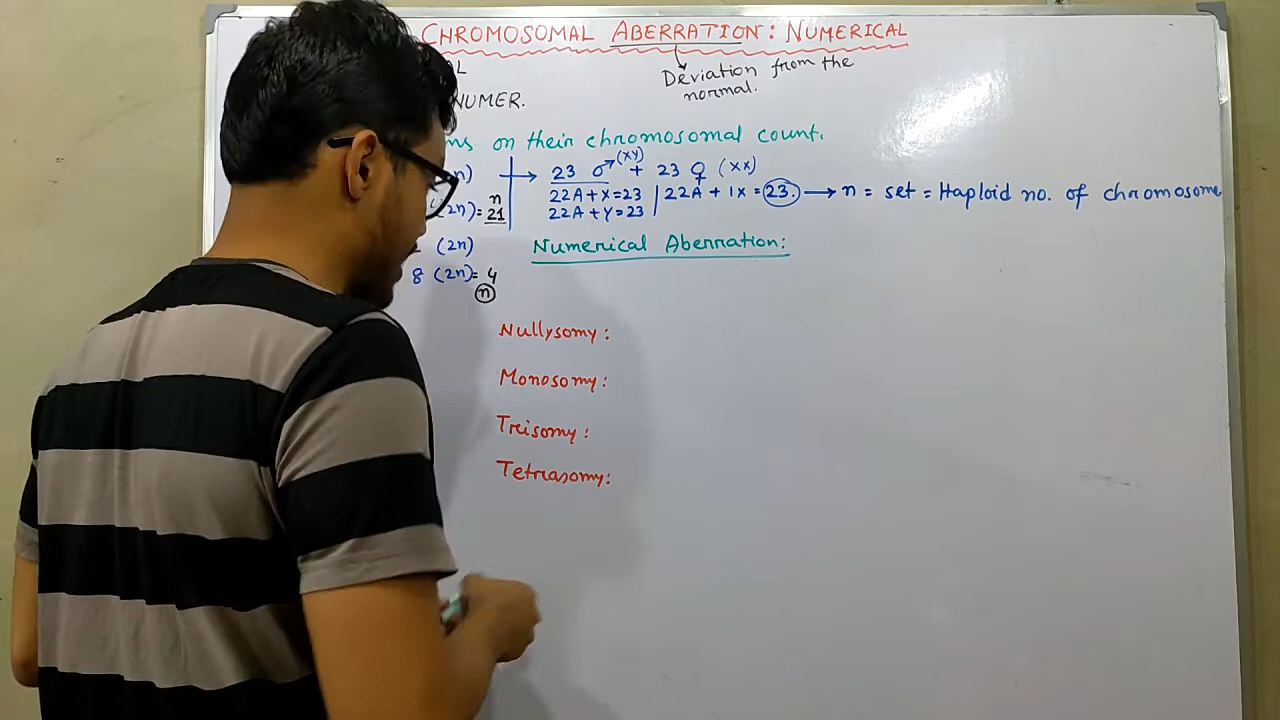 CHROMOSOMAL ABERRATION: NUMERICAL
Deviation from the
normal.
AL
NUMER.
ms on their chromosomal count.
n) → 23 ♂ (XY) + 23 ♀ (XX)
22A+X=23 | 22A + 1X = 23. → n = set = Haploid no. of chromosome
22A+Y=23
(2n)= n
21
(2n)
8 (2n)= 4
n
Numerical Aberration:
Nullysomy:
Monosomy:
Trisomy:
Tetrasomy: